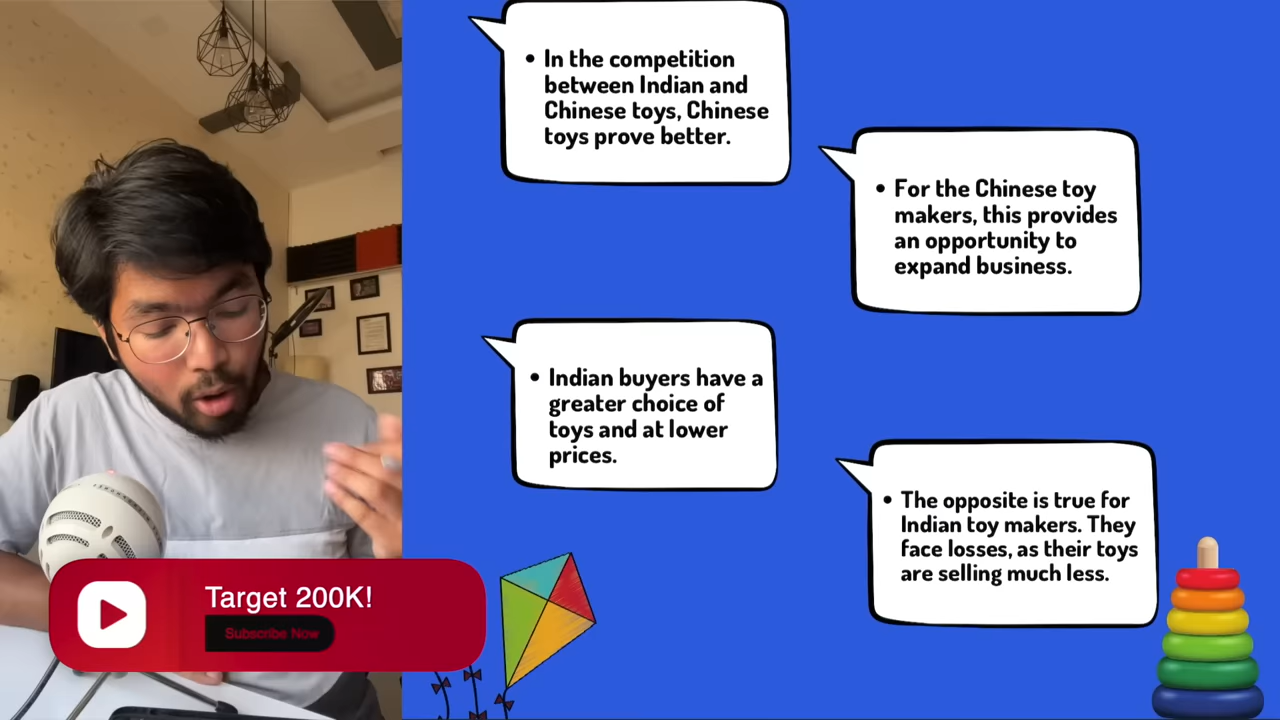 • In the competition
between Indian and
Chinese toys, Chinese
toys prove better.
• For the Chinese toy
makers, this provides
an opportunity to
expand business.
• Indian buyers have a
greater choice of
toys and at lower
prices.
• The opposite is true for
Indian toy makers. They
face losses, as their toys
are selling much less.
Target 200K!
Subscribe Now